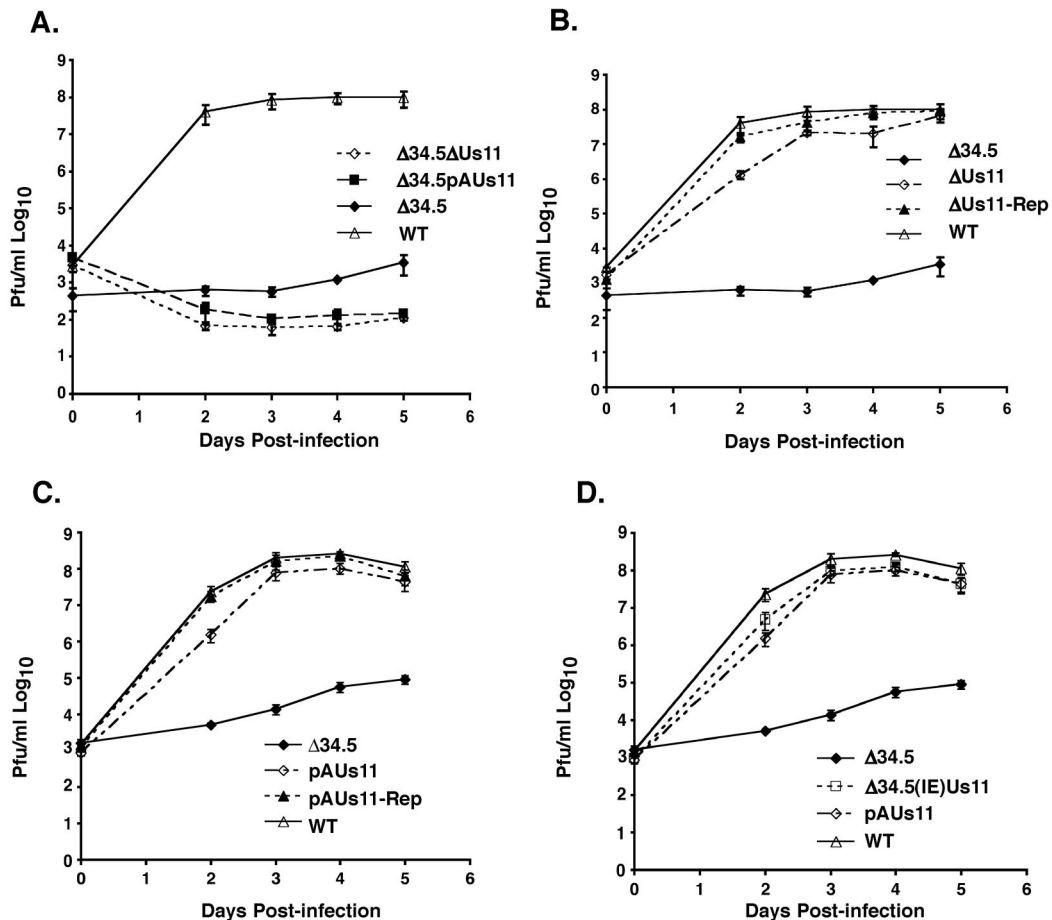 A.
9
8
7
6
5
4
3
2
1
0
Pfu/ml Log10
0 1 2 3 4 5 6
Days Post-infection
Δ34.5ΔUs11
Δ34.5pAUs11
Δ34.5
WT
B.
9
8
7
6
5
4
3
2
1
0
Pfu/ml Log10
0 1 2 3 4 5 6
Days Post-infection
Δ34.5
ΔUs11
ΔUs11-Rep
WT
C.
9
8
7
6
5
4
3
2
1
0
Pfu/ml Log10
0 1 2 3 4 5 6
Days Post-infection
Δ34.5
pAUs11
pAUs11-Rep
WT
D.
9
8
7
6
5
4
3
2
1
0
Pfu/ml Log10
0 1 2 3 4 5 6
Days Post-infection
Δ34.5
Δ34.5(IE)Us11
pAUs11
WT